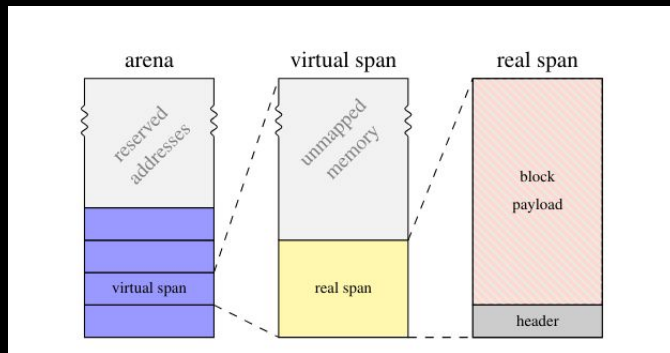 arena
virtual span
real span
reserved
addresses
unmapped
memory
block
payload
virtual span
real span
header